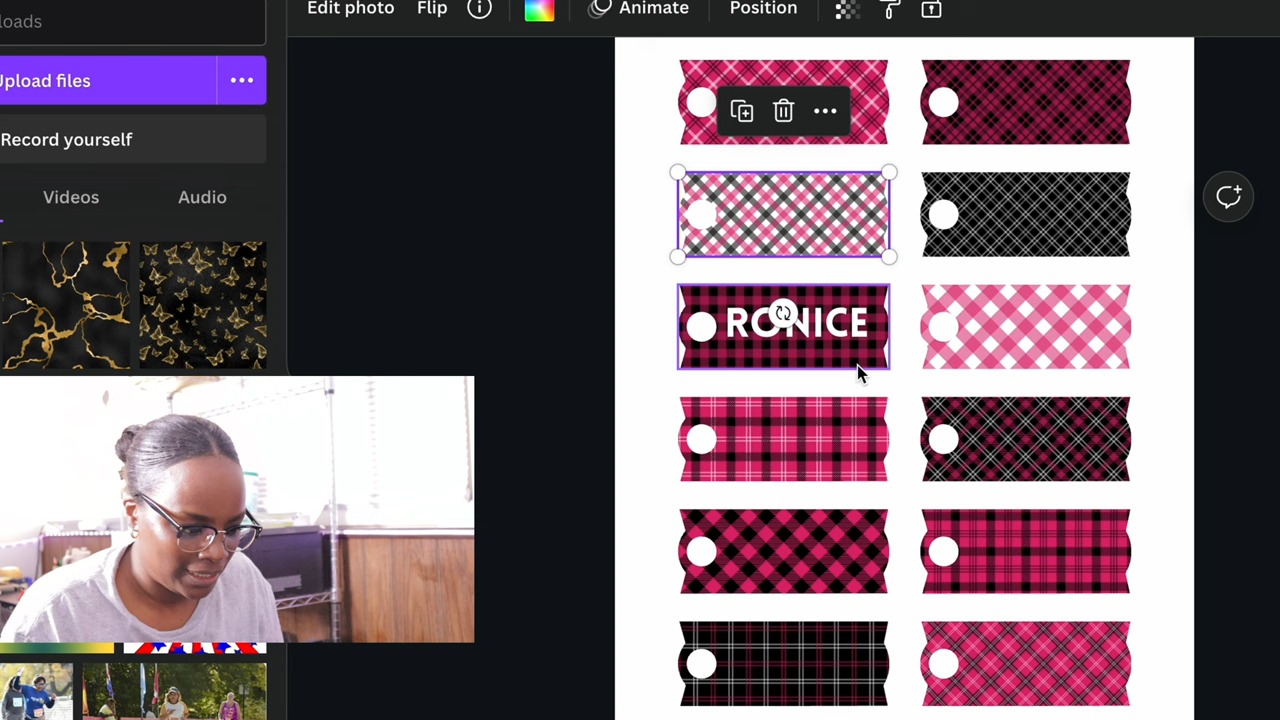 loads
Edit photo Flip Animate Position
Upload files
Record yourself
Videos Audio
RONICE